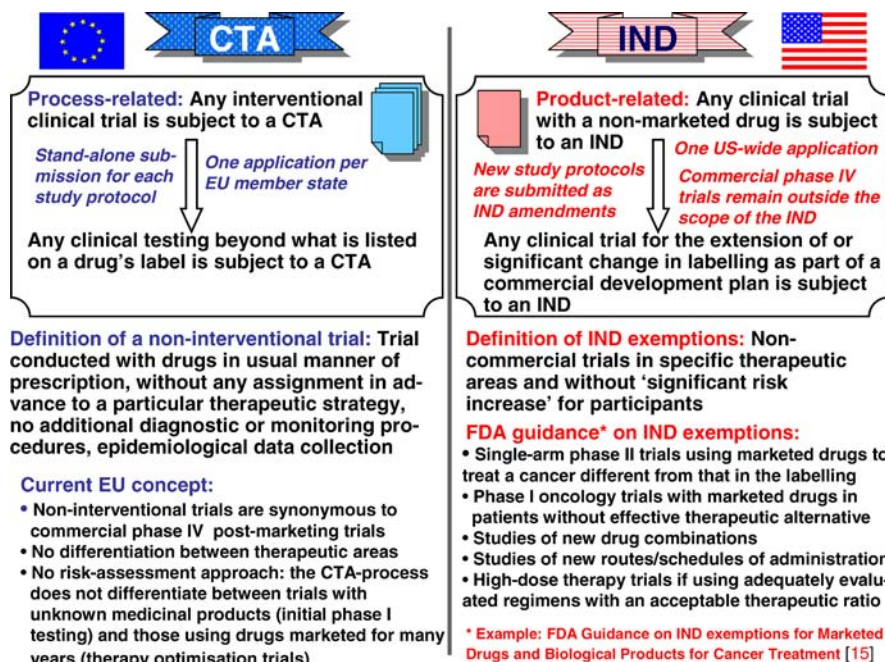 CTA
Process-related: Any interventional
clinical trial is subject to a CTA
Stand-alone sub-
mission for each
study protocol
One application per
EU member state
Any clinical testing beyond what is listed
on a drug's label is subject to a CTA
Definition of a non-interventional trial: Trial
conducted with drugs in usual manner of
prescription, without any assignment in ad-
vance to a particular therapeutic strategy,
no additional diagnostic or monitoring pro-
cedures, epidemiological data collection
Current EU concept:
• Non-interventional trials are synonymous to
commercial phase IV post-marketing trials
• No differentiation between therapeutic areas
• No risk-assessment approach: the CTA-process
does not differentiate between trials with
unknown medicinal products (initial phase I
testing) and those using drugs marketed for many
years (therapy optimisation trials)
IND
Product-related: Any clinical trial
with a non-marketed drug is subject
to an IND
New study protocols
are submitted as
IND amendments
One US-wide application
Commercial phase IV
trials remain outside the
scope of the IND
Any clinical trial for the extension of or
significant change in labelling as part of a
commercial development plan is subject
to an IND
Definition of IND exemptions: Non-
commercial trials in specific therapeutic
areas and without 'significant risk
increase' for participants
FDA guidance* on IND exemptions:
• Single-arm phase II trials using marketed drugs to
treat a cancer different from that in the labelling
• Phase I oncology trials with marketed drugs in
patients without effective therapeutic alternative
• Studies of new drug combinations
• Studies of new routes/schedules of administration
• High-dose therapy trials if using adequately evalu-
ated regimens with an acceptable therapeutic ratio
* Example: FDA Guidance on IND exemptions for Marketed
Drugs and Biological Products for Cancer Treatment [15]